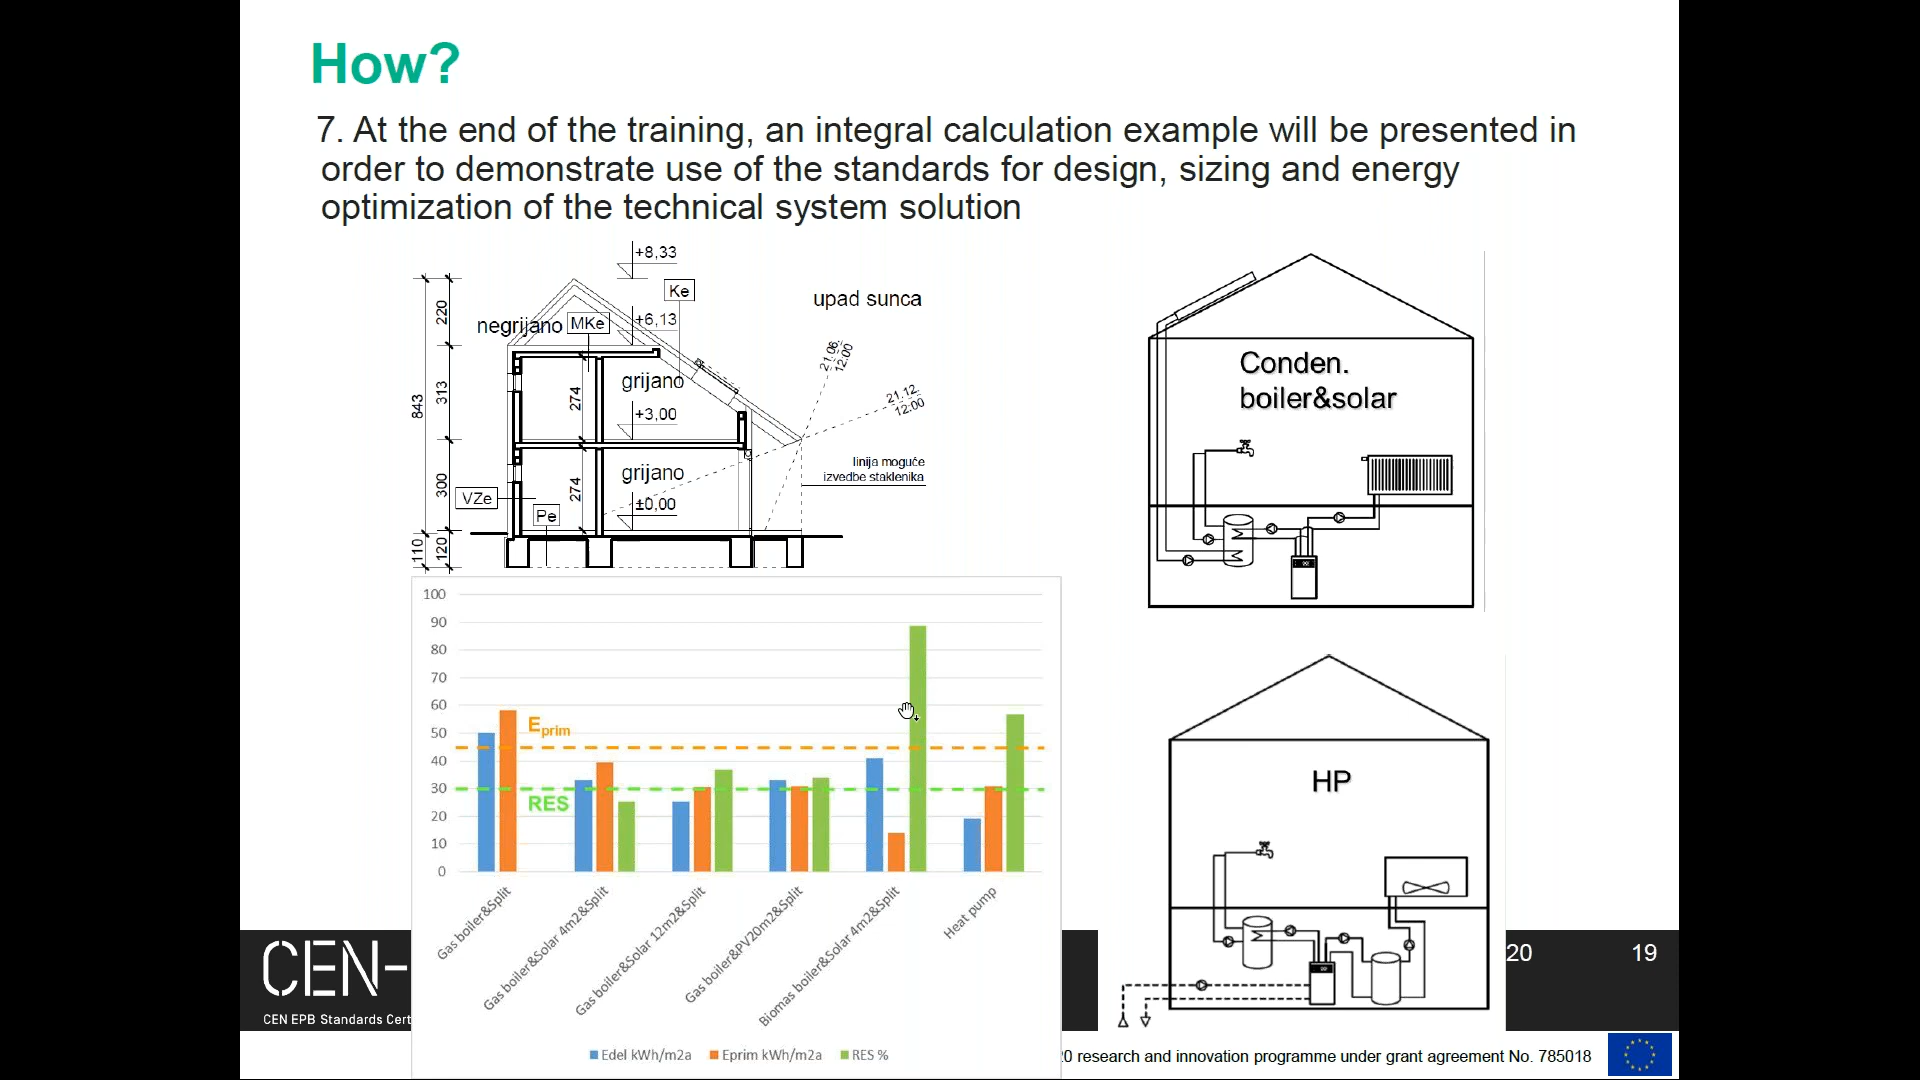 How?
7. At the end of the training, an integral calculation example will be presented in
order to demonstrate use of the standards for design, sizing and energy
optimization of the technical system solution
+8,33
Ke
upad sunca
220
negrijano
MKe
+6,13
21.06.
12:00
843
313
274
grijano
+3,00
21.12.
12:00
300
274
grijano
linija moguće
izvedbe staklenika
VZe
Pe
±0,00
110
120
Conden.
boiler&solar
HP
100
90
80
70
60
50
40
30
20
10
0
Eprim
RES
Gas boiler&Split
Gas boiler&Solar 4m2&Split
Gas boiler&Solar 12m2&Split
Gas boiler&PV20m2&Split
Biomas boiler&Solar 4m2&Split
Heat pump
Edel kWh/m2a
Eprim kWh/m2a
RES %
CEN-
CEN EPB Standards Cert
20
19
0 research and innovation programme under grant agreement No. 785018